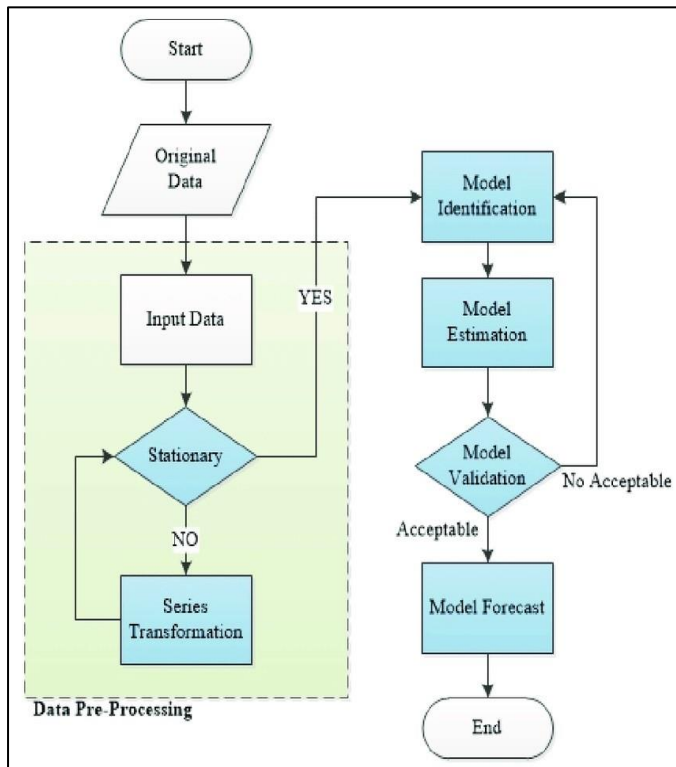 Start
Original
Data
Input Data
Stationary
YES
NO
Series
Transformation
Data Pre-Processing
Model
Identification
Model
Estimation
Model
Validation
No Acceptable
Acceptable
Model Forecast
End